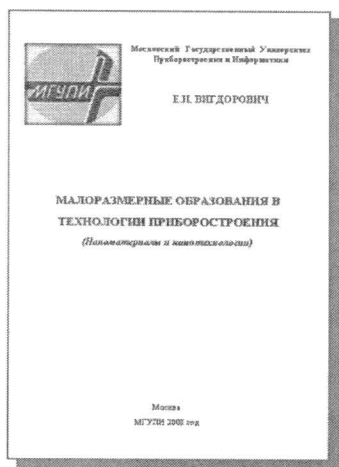 Московский Государственный Университет
Приборостроения и Информатики
МГУПИ
Е.Н. ВИГДОРОВИЧ
МАЛОРАЗМЕРНЫЕ ОБРАЗОВАНИЯ В
ТЕХНОЛОГИИ ПРИБОРОСТРОЕНИЯ
(Наноматериалы и нанотехнологии)
Москва
МГУПИ 2008 год